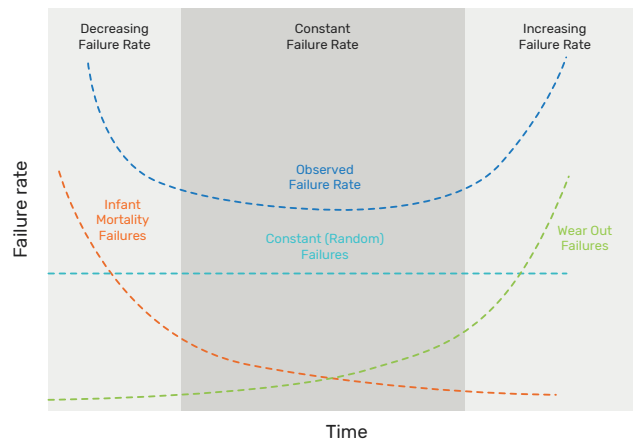 Decreasing
Failure Rate
Constant
Failure Rate
Increasing
Failure Rate
Observed
Failure Rate
Infant
Mortality
Failures
Constant (Random)
Failures
Wear Out
Failures
Failure rate
Time